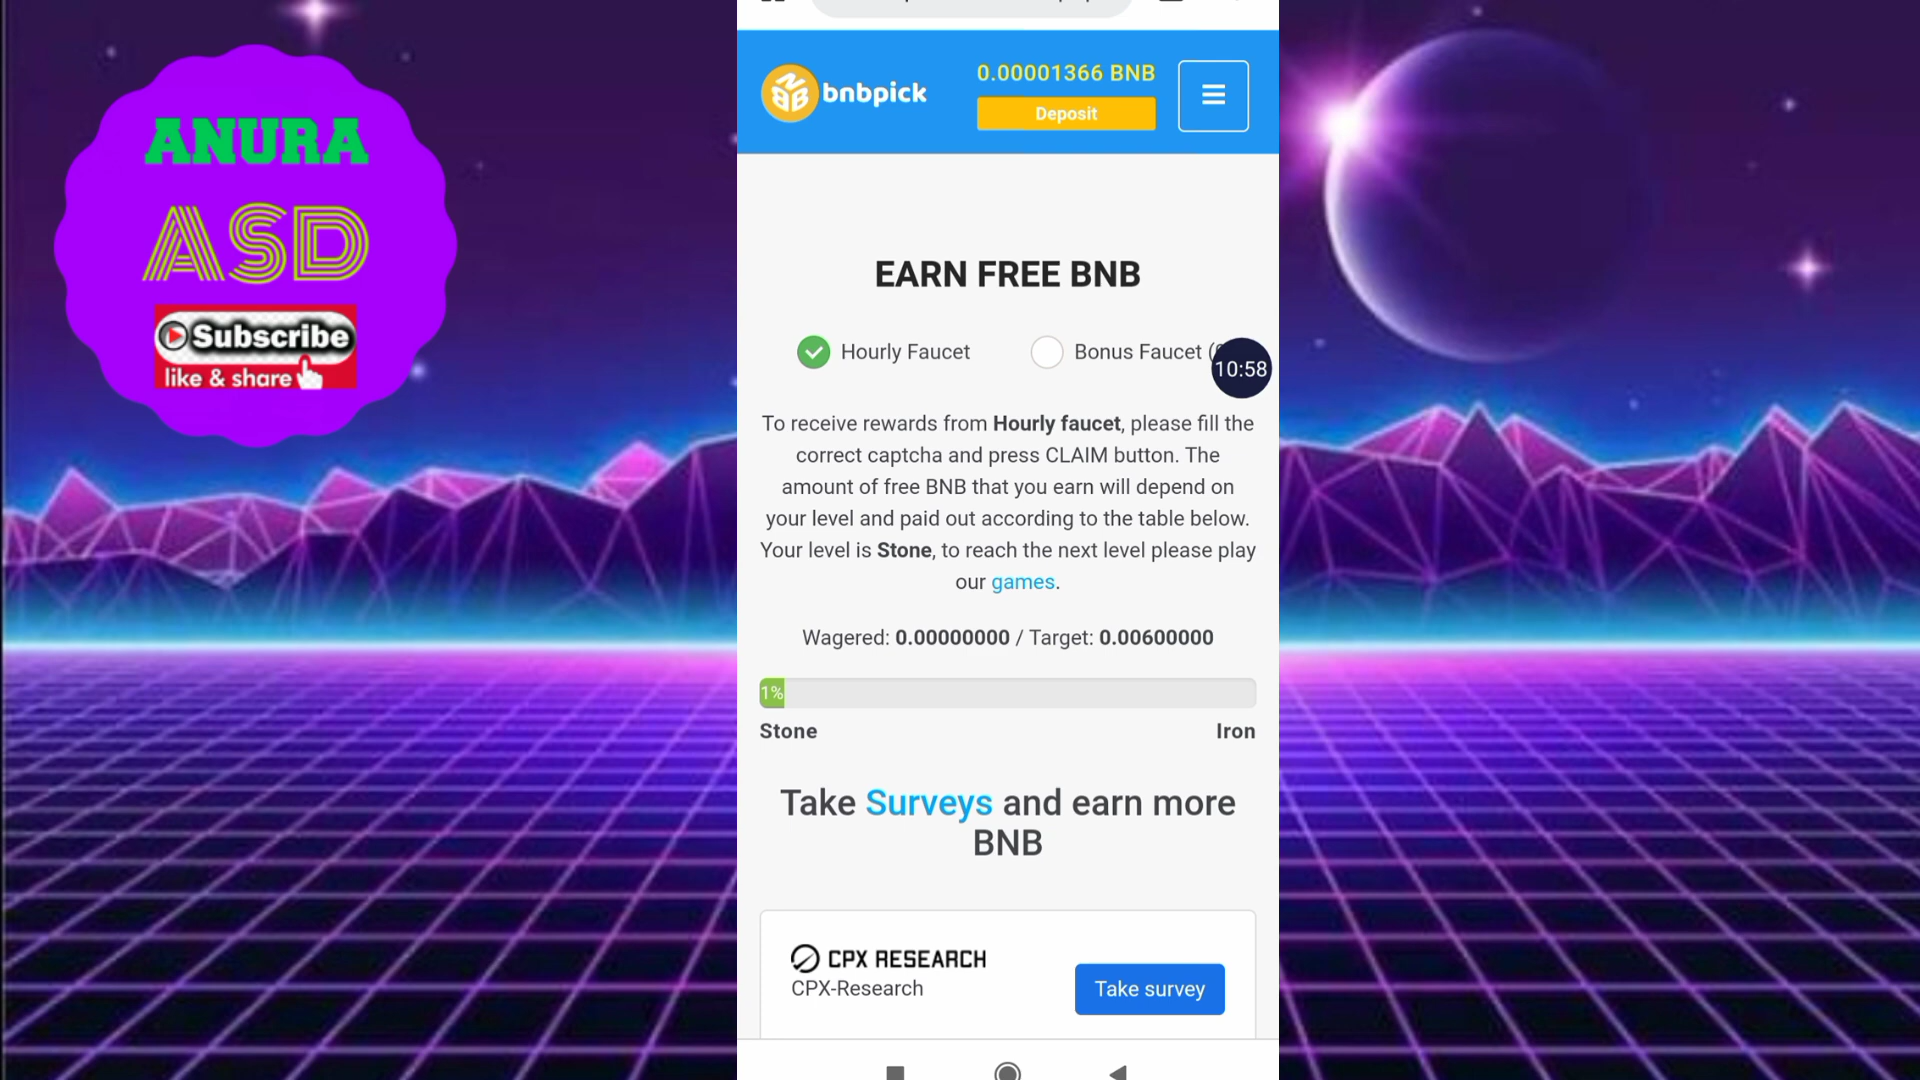 ANURA
ASD
Subscribe
like & share
bnbpick
0.00001366 BNB
Deposit
EARN FREE BNB
Hourly Faucet
Bonus Faucet (
10:58
To receive rewards from Hourly faucet, please fill the
correct captcha and press CLAIM button. The
amount of free BNB that you earn will depend on
your level and paid out according to the table below.
Your level is Stone, to reach the next level please play
our games.
Wagered: 0.00000000 / Target: 0.00600000
1%
Stone
Iron
Take Surveys and earn more
BNB
CPX RESEARCH
CPX-Research
Take survey